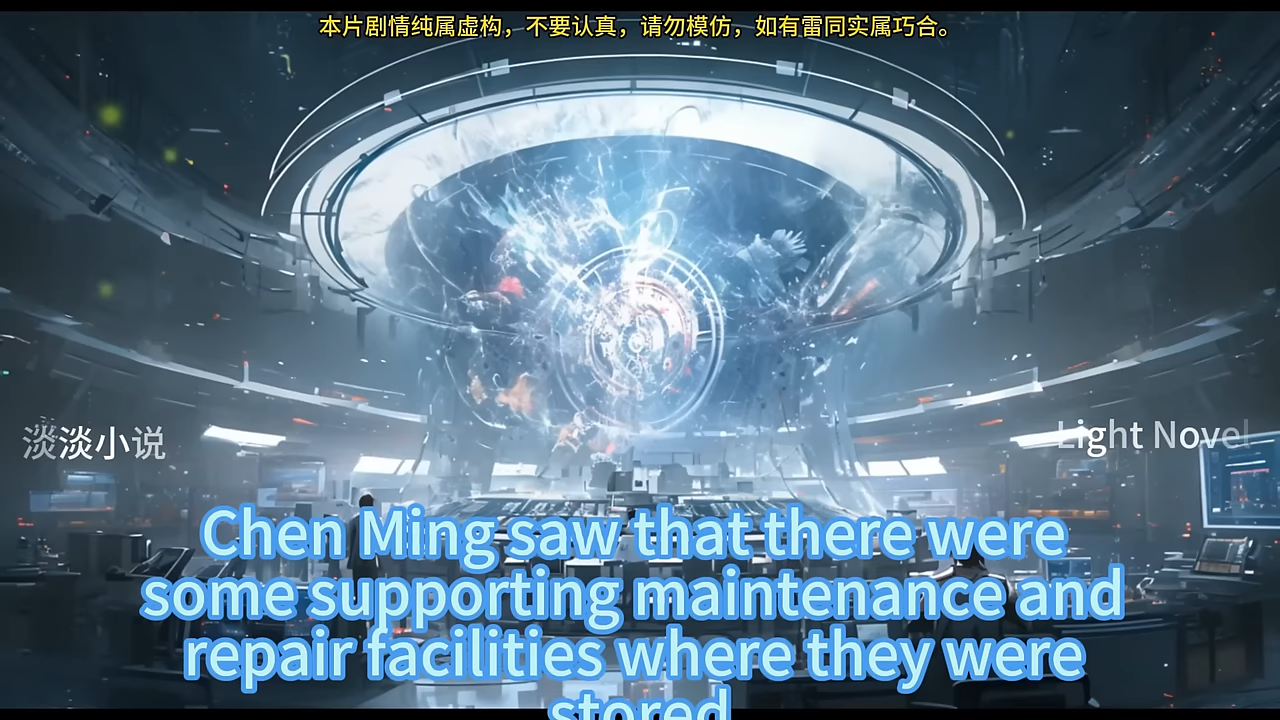 本片剧情纯属虚构，不要认真，请勿模仿，如有雷同实属巧合。
淡淡小说
Light Novel
Chen Ming saw that there were
some supporting maintenance and
repair facilities where they were
stored